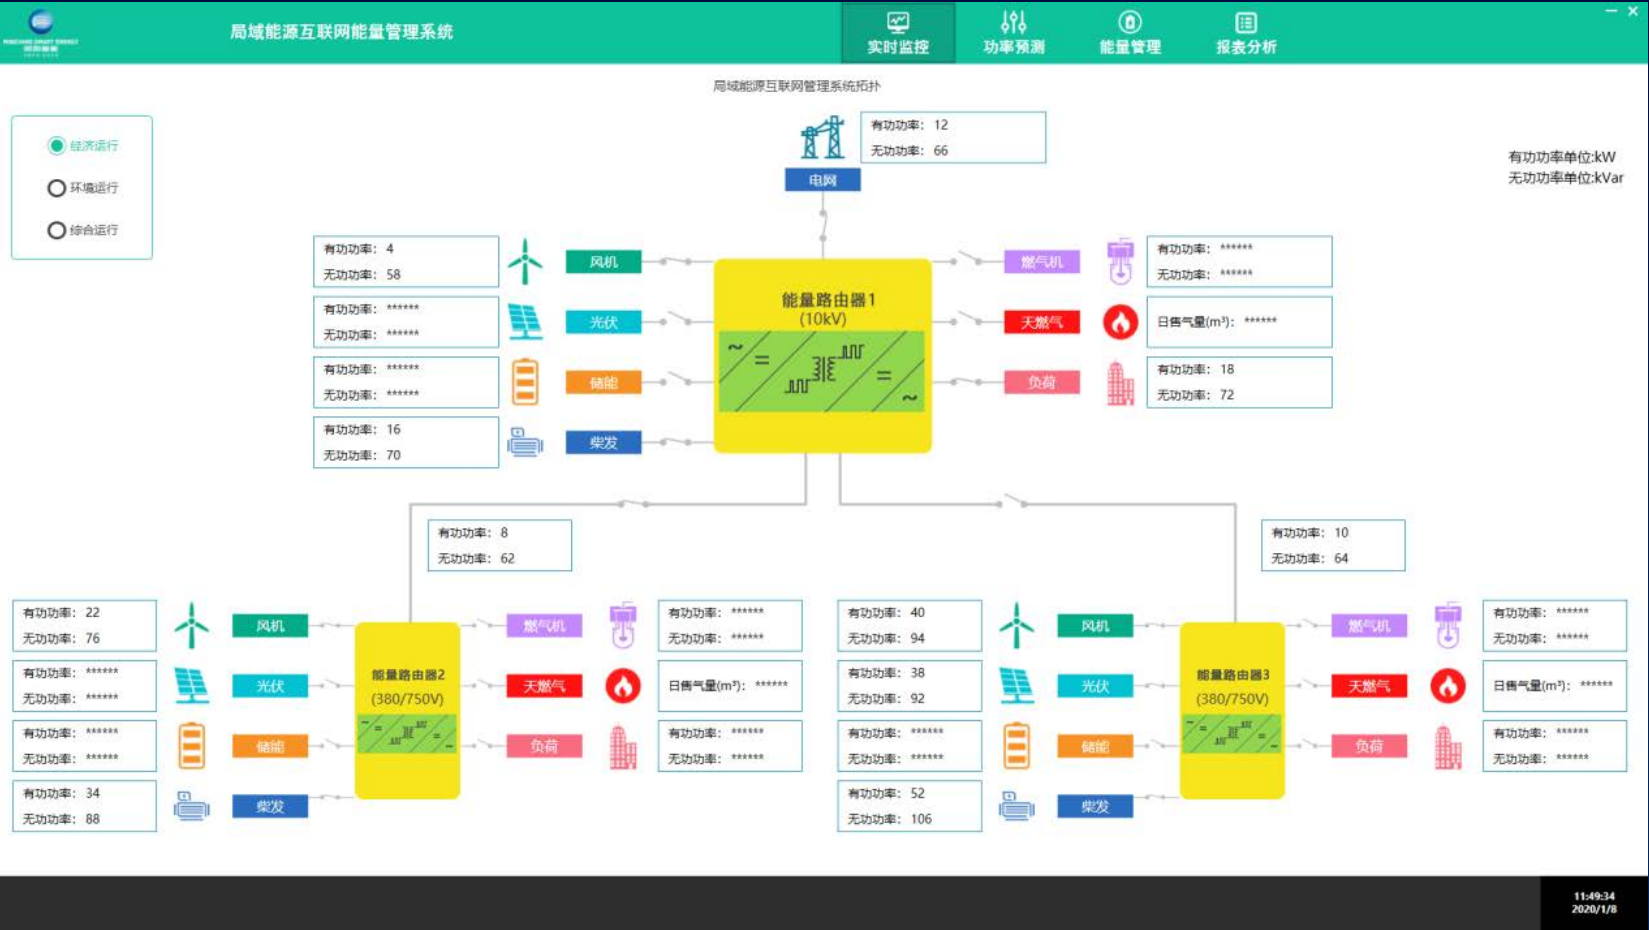 局域能源互联网能量管理系统
实时监控
功率预测
能量管理
报表分析
局域能源互联网管理系统拓扑
经济运行
环境运行
综合运行
有功功率: 12
无功功率: 66
电网
有功功率单位:kW
无功功率单位:kVar
有功功率: 4
无功功率: 58
风机
有功功率: ******
无功功率: ******
光伏
有功功率: ******
无功功率: ******
储能
有功功率: 16
无功功率: 70
柴发
能量路由器1
(10kV)
燃气机
有功功率: ******
无功功率: ******
天燃气
日售气量(m³): ******
负荷
有功功率: 18
无功功率: 72
有功功率: 8
无功功率: 62
有功功率: 10
无功功率: 64
有功功率: 22
无功功率: 76
风机
有功功率: ******
无功功率: ******
光伏
有功功率: ******
无功功率: ******
储能
有功功率: 34
无功功率: 88
柴发
能量路由器2
(380/750V)
燃气机
有功功率: ******
无功功率: ******
天燃气
日售气量(m³): ******
负荷
有功功率: ******
无功功率: ******
有功功率: 40
无功功率: 94
风机
有功功率: 38
无功功率: 92
光伏
有功功率: ******
无功功率: ******
储能
有功功率: 52
无功功率: 106
柴发
能量路由器3
(380/750V)
燃气机
有功功率: ******
无功功率: ******
天燃气
日售气量(m³): ******
负荷
有功功率: ******
无功功率: ******
11:49:34
2020/1/8